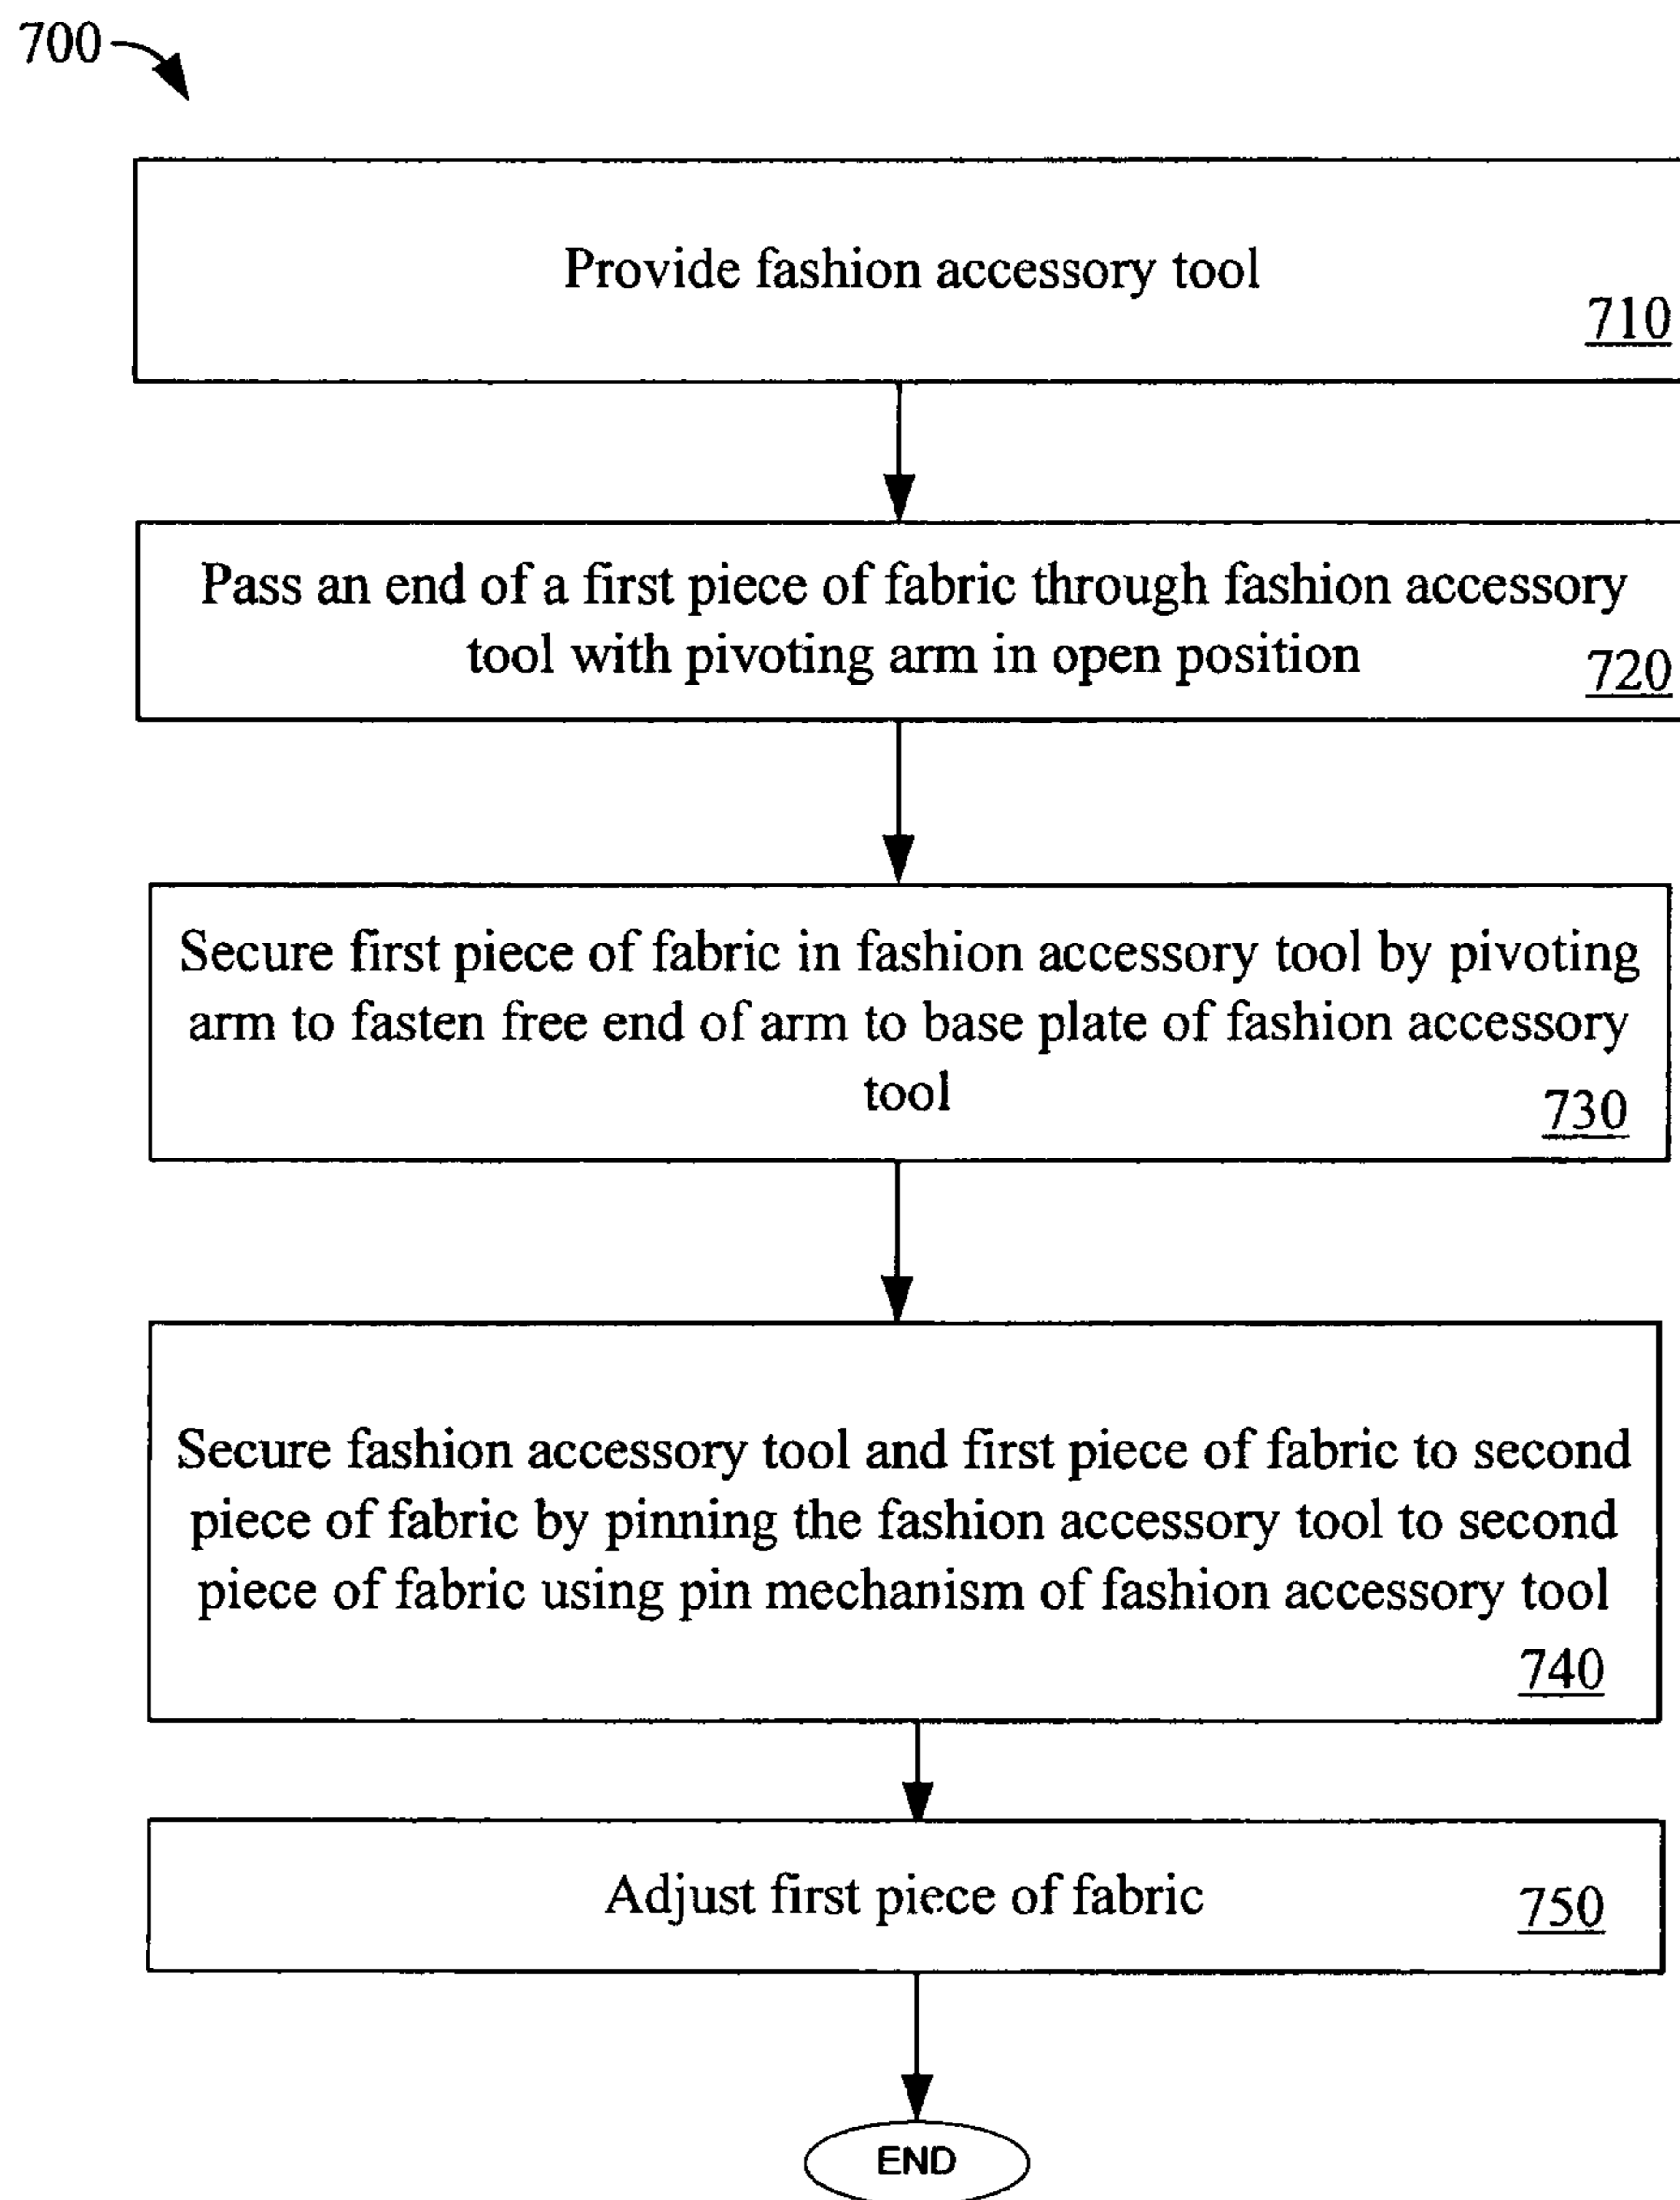 700
Provide fashion accessory tool
710
Pass an end of a first piece of fabric through fashion accessory
tool with pivoting arm in open position
720
Secure first piece of fabric in fashion accessory tool by pivoting
arm to fasten free end of arm to base plate of fashion accessory
tool
730
Secure fashion accessory tool and first piece of fabric to second
piece of fabric by pinning the fashion accessory tool to second
piece of fabric using pin mechanism of fashion accessory tool
740
Adjust first piece of fabric
750
END